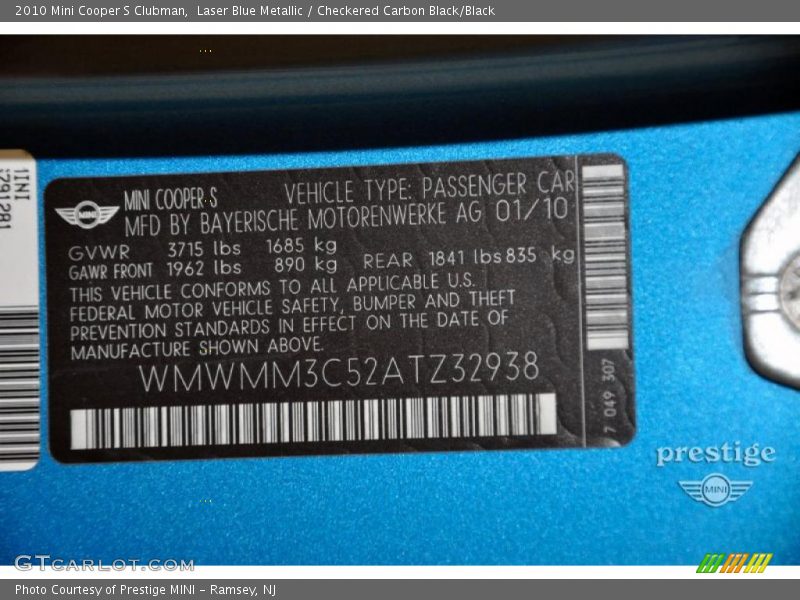 2010 Mini Cooper S Clubman,  Laser Blue Metallic / Checkered Carbon Black/Black
1INI
MINI
MINI COOPER S
VEHICLE TYPE: PASSENGER CAR
MFD BY BAYERISCHE MOTORENWERKE AG 01/10
GVWR 3715 lbs 1685 kg
GAWR FRONT 1962 lbs 890 kg REAR 1841 lbs 835 kg
THIS VEHICLE CONFORMS TO ALL APPLICABLE U.S.
FEDERAL MOTOR VEHICLE SAFETY, BUMPER AND THEFT
PREVENTION STANDARDS IN EFFECT ON THE DATE OF
MANUFACTURE SHOWN ABOVE.
WMWMM3C52ATZ32938
7 049 307
prestige
MINI
GTcarlot.com
Photo Courtesy of Prestige MINI - Ramsey, NJ